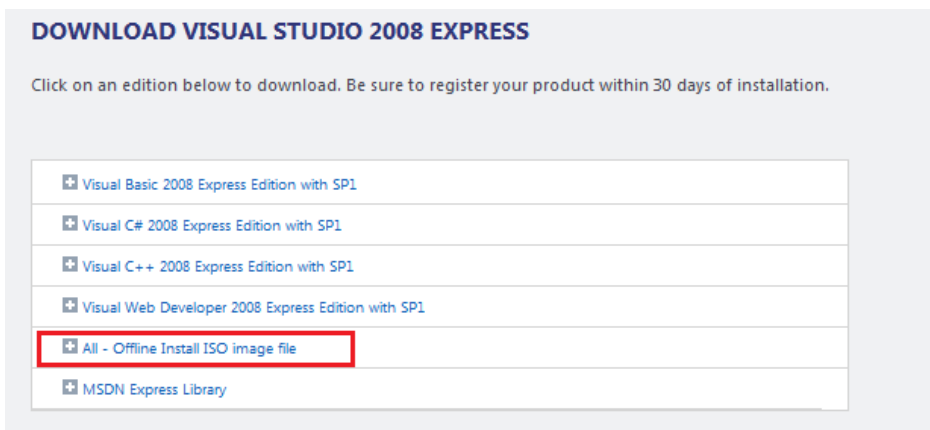 DOWNLOAD VISUAL STUDIO 2008 EXPRESS
Click on an edition below to download. Be sure to register your product within 30 days of installation.
Visual Basic 2008 Express Edition with SP1
Visual C# 2008 Express Edition with SP1
Visual C++ 2008 Express Edition with SP1
Visual Web Developer 2008 Express Edition with SP1
All - Offline Install ISO image file
MSDN Express Library